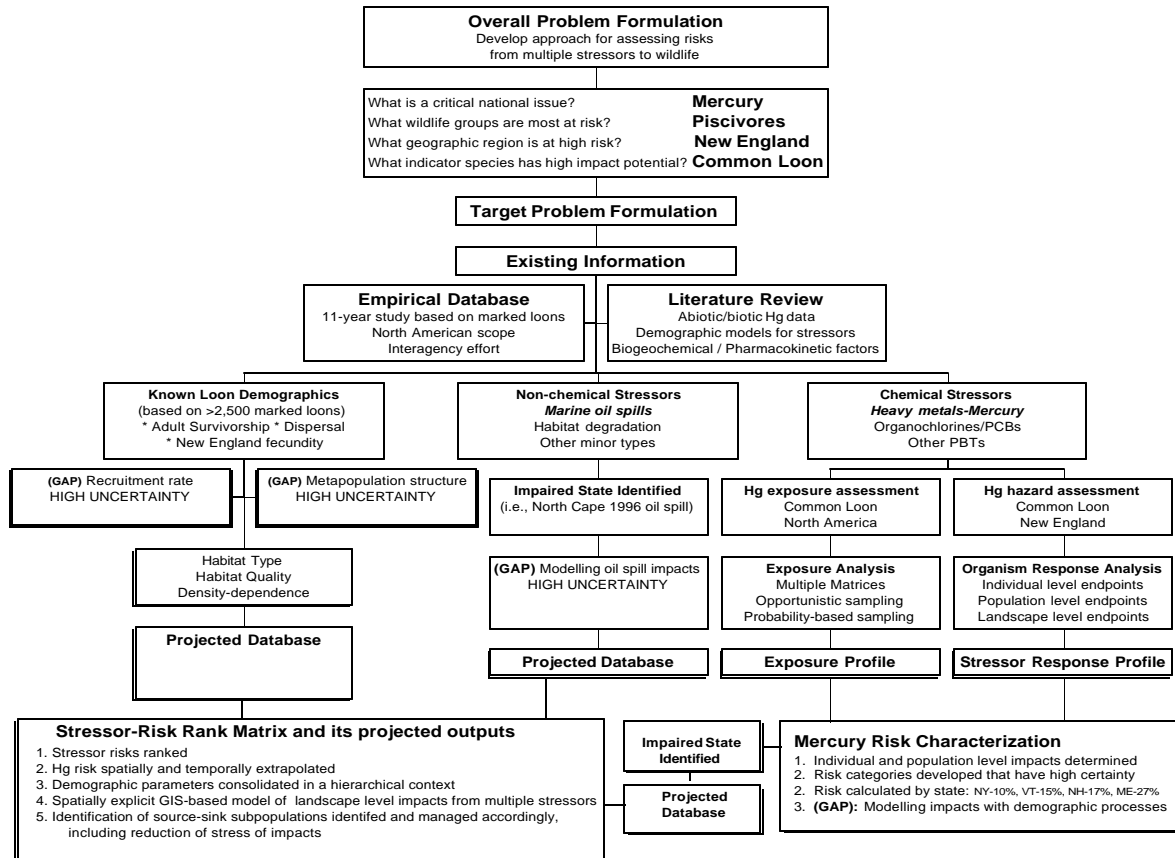 Overall Problem Formulation
Develop approach for assessing risks
from multiple stressors to wildlife
What is a critical national issue? Mercury
What wildlife groups are most at risk? Piscivores
What geographic region is at high risk? New England
What indicator species has high impact potential? Common Loon
Target Problem Formulation
Existing Information
Empirical Database
11-year study based on marked loons
North American scope
Interagency effort
Literature Review
Abiotic/biotic Hg data
Demographic models for stressors
Biogeochemical / Pharmacokinetic factors
Known Loon Demographics
(based on >2,500 marked loons)
* Adult Survivorship * Dispersal
* New England fecundity
Non-chemical Stressors
Marine oil spills
Habitat degradation
Other minor types
Chemical Stressors
Heavy metals-Mercury
Organochlorines/PCBs
Other PBTs
(GAP) Recruitment rate
HIGH UNCERTAINTY
(GAP) Metapopulation structure
HIGH UNCERTAINTY
Impaired State Identified
(i.e., North Cape 1996 oil spill)
Hg exposure assessment
Common Loon
North America
Hg hazard assessment
Common Loon
New England
Habitat Type
Habitat Quality
Density-dependence
(GAP) Modelling oil spill impacts
HIGH UNCERTAINTY
Exposure Analysis
Multiple Matrices
Opportunistic sampling
Probability-based sampling
Organism Response Analysis
Individual level endpoints
Population level endpoints
Landscape level endpoints
Projected Database
Projected Database
Exposure Profile
Stressor Response Profile
Stressor-Risk Rank Matrix and its projected outputs
1. Stressor risks ranked
2. Hg risk spatially and temporally extrapolated
3. Demographic parameters consolidated in a hierarchical context
4. Spatially explicit GIS-based model of landscape level impacts from multiple stressors
5. Identification of source-sink subpopulations identifed and managed accordingly,
including reduction of stress of impacts
Impaired State
Identified
Projected
Database
Mercury Risk Characterization
1. Individual and population level impacts determined
2. Risk categories developed that have high certainty
2. Risk calculated by state: NY-10%, VT-15%, NH-17%, ME-27%
3. (GAP): Modelling impacts with demographic processes